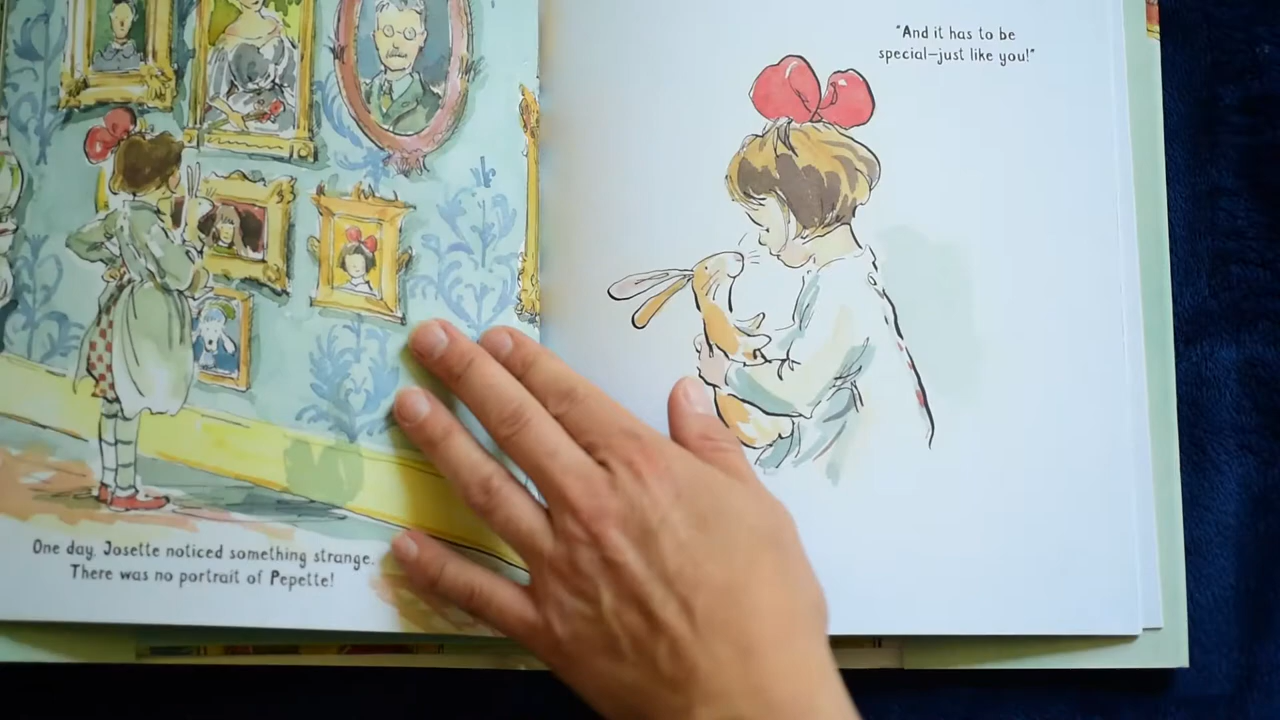 One day, Josette noticed something strange.
There was no portrait of Pepette!
"And it has to be
special—just like you!"